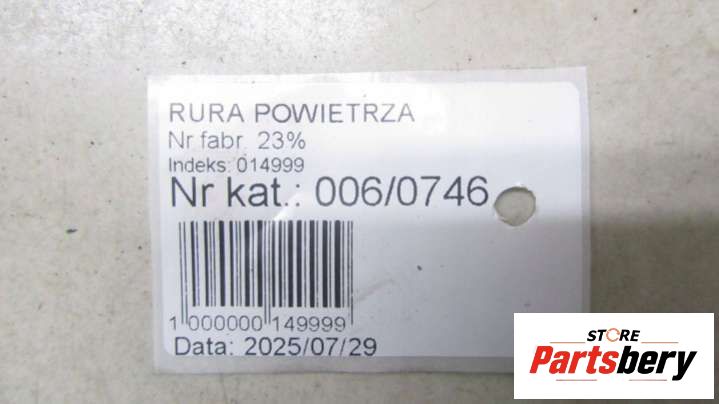 RURA POWIETRZA
Nr fabr. 23%
Indeks: 014999
Nr kat.: 006/0746
1 000000 149999
Data: 2025/07/29
STORE
Partsbery